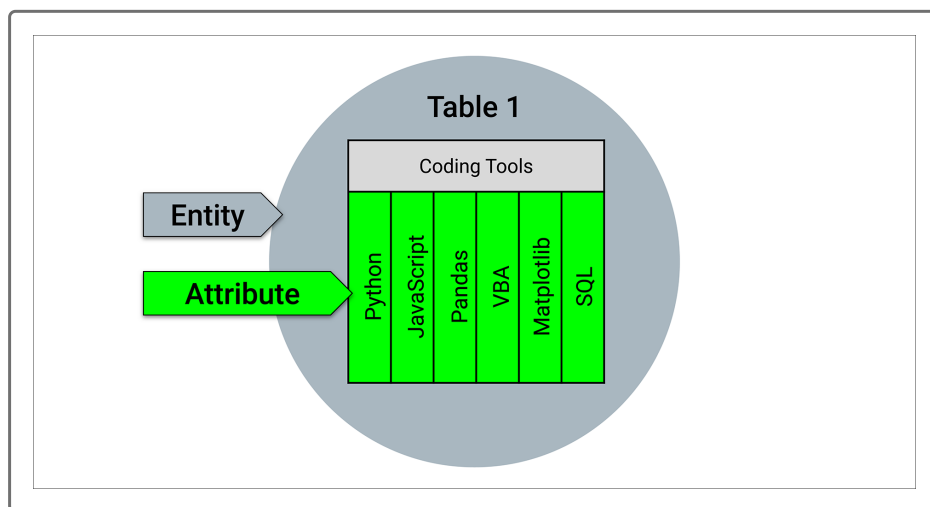 Table 1
Coding Tools
Entity
Attribute
Python
JavaScript
Pandas
VBA
Matplotlib
SQL